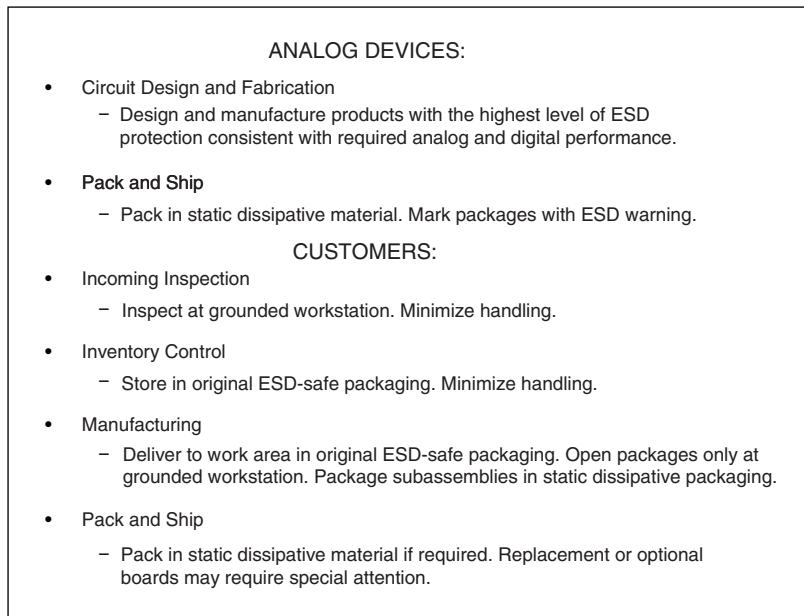 ANALOG DEVICES:
• Circuit Design and Fabrication
– Design and manufacture products with the highest level of ESD
protection consistent with required analog and digital performance.
• Pack and Ship
– Pack in static dissipative material. Mark packages with ESD warning.
CUSTOMERS:
• Incoming Inspection
– Inspect at grounded workstation. Minimize handling.
• Inventory Control
– Store in original ESD-safe packaging. Minimize handling.
• Manufacturing
– Deliver to work area in original ESD-safe packaging. Open packages only at
grounded workstation. Package subassemblies in static dissipative packaging.
• Pack and Ship
– Pack in static dissipative material if required. Replacement or optional
boards may require special attention.